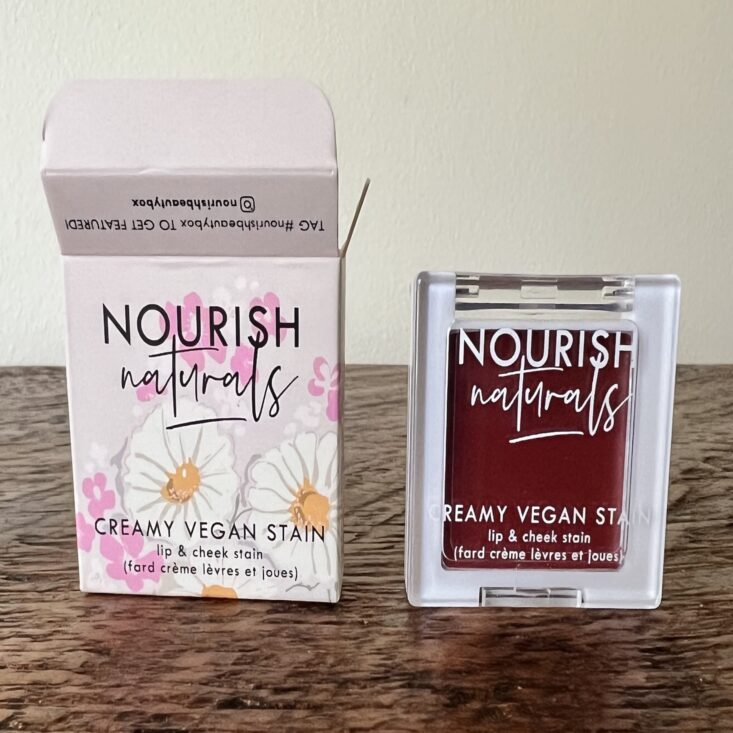 nourishbeautybox
TAG #nourishbeautybox TO GET FEATURED!
NOURISH
naturals
CREAMY VEGAN STAIN
lip & cheek stain
(fard crème lèvres et joues)
NOURISH
naturals
CREAMY VEGAN STAIN
lip & cheek stain
(fard crème lèvres et joues)